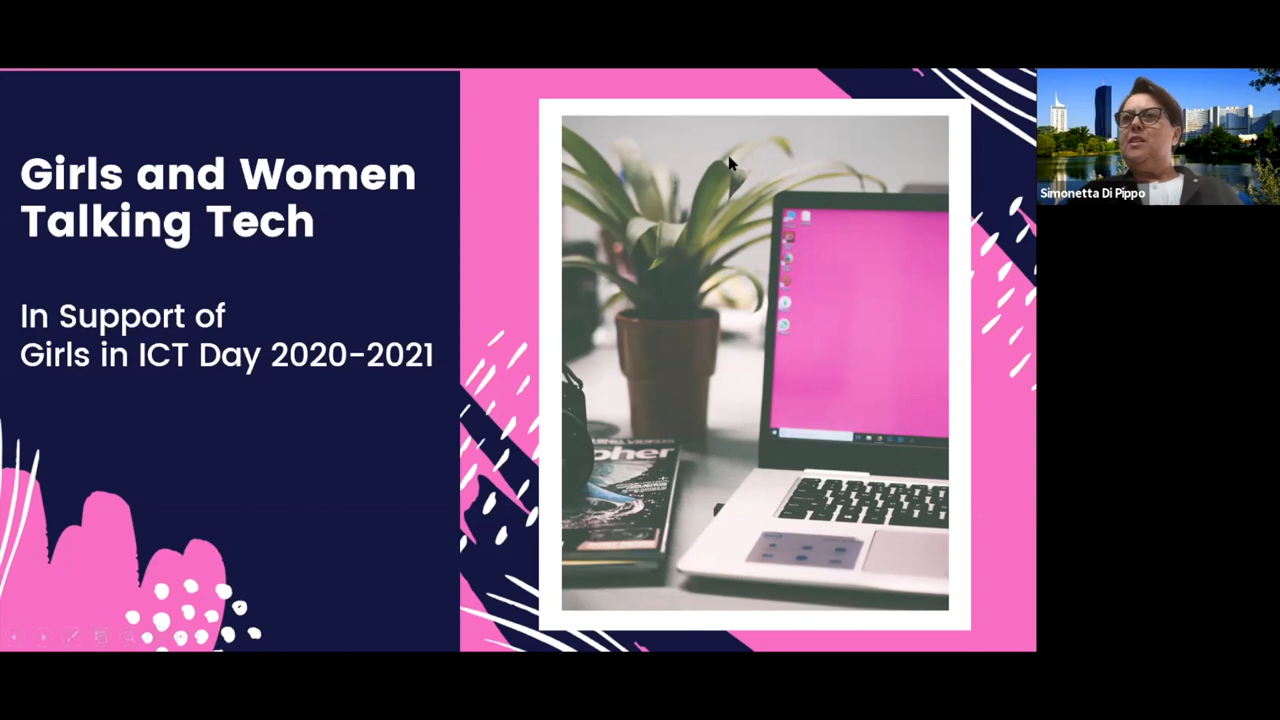 Girls and Women
Talking Tech
In Support of
Girls in ICT Day 2020-2021
Simonetta Di Pippo